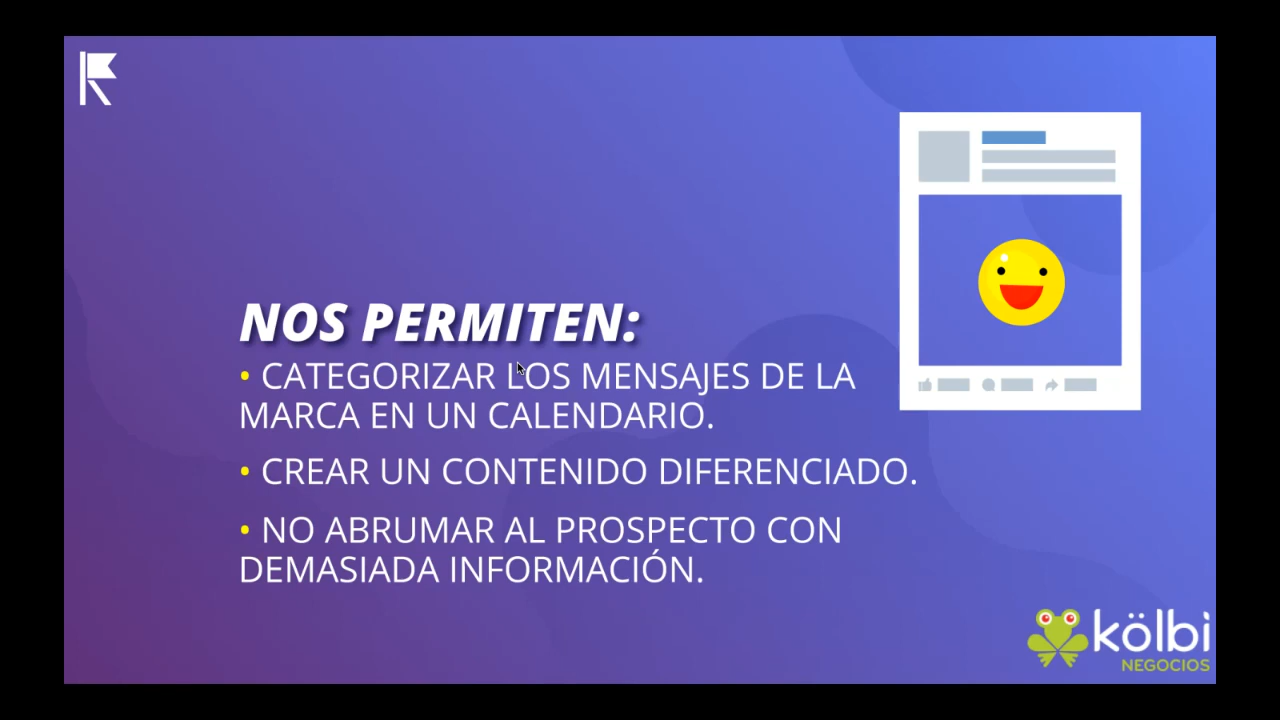 NOS PERMITEN:
• CATEGORIZAR LOS MENSAJES DE LA
MARCA EN UN CALENDARIO.
• CREAR UN CONTENIDO DIFERENCIADO.
• NO ABRUMAR AL PROSPECTO CON
DEMASIADA INFORMACIÓN.
kölbi
NEGOCIOS